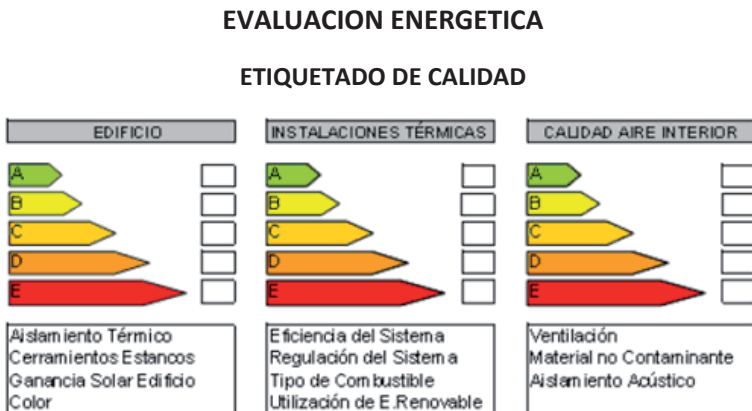 EVALUACION ENERGETICA
ETIQUETADO DE CALIDAD
EDIFICIO
A
B
C
D
E
Aislamiento Térmico
Cerramientos Estancos
Ganancia Solar Edificio
Color
INSTALACIONES TÉRMICAS
A
B
C
D
E
Eficiencia del Sistema
Regulación del Sistema
Tipo de Combustible
Utilización de E.Renovable
CALIDAD AIRE INTERIOR
A
B
C
D
E
Ventilación
Material no Contaminante
Aislamiento Acústico